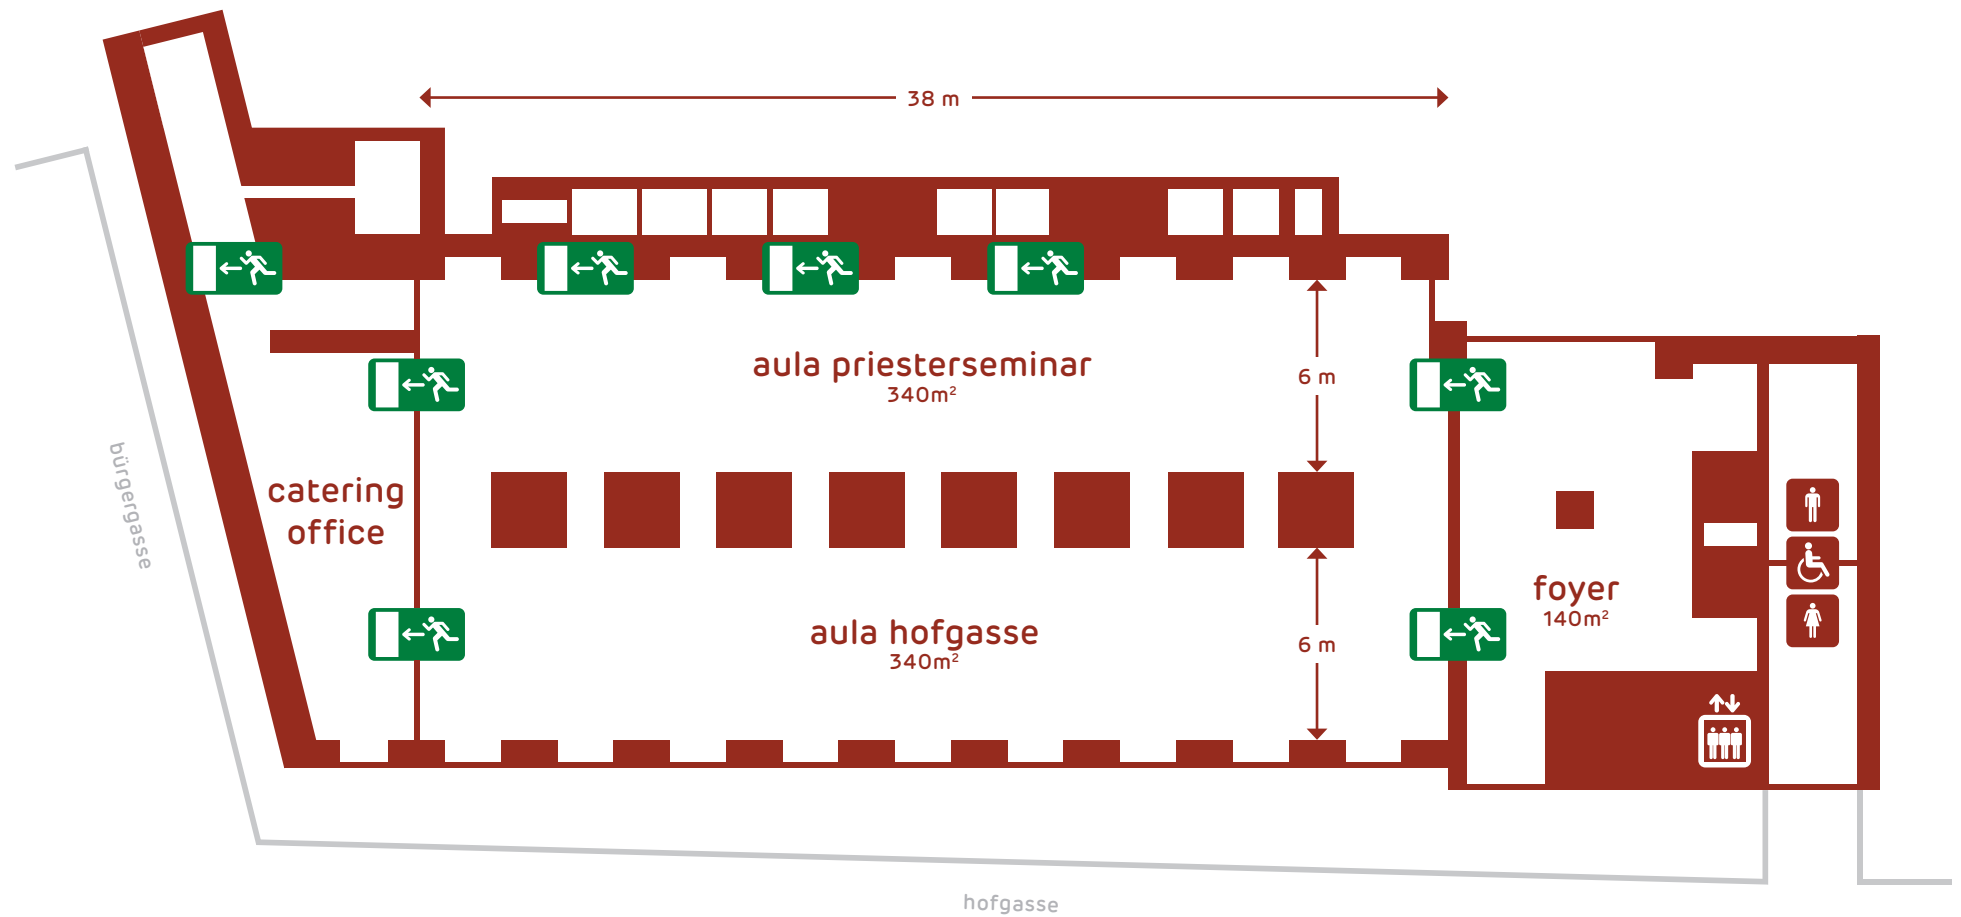 38 m
aula priesterseminar
340m²
6 m
bürgergasse
catering
office
foyer
140m²
aula hofgasse
340m²
6 m
hofgasse